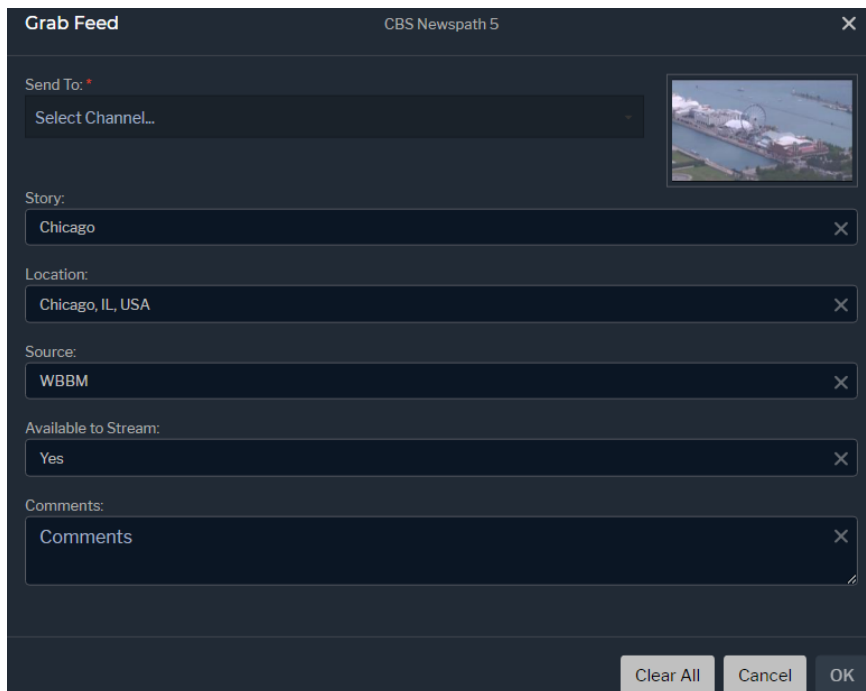 Grab Feed
CBS Newspath 5
Send To: *
Select Channel...
Story:
Chicago
Location:
Chicago, IL, USA
Source:
WBBM
Available to Stream:
Yes
Comments:
Comments
Clear All
Cancel
OK